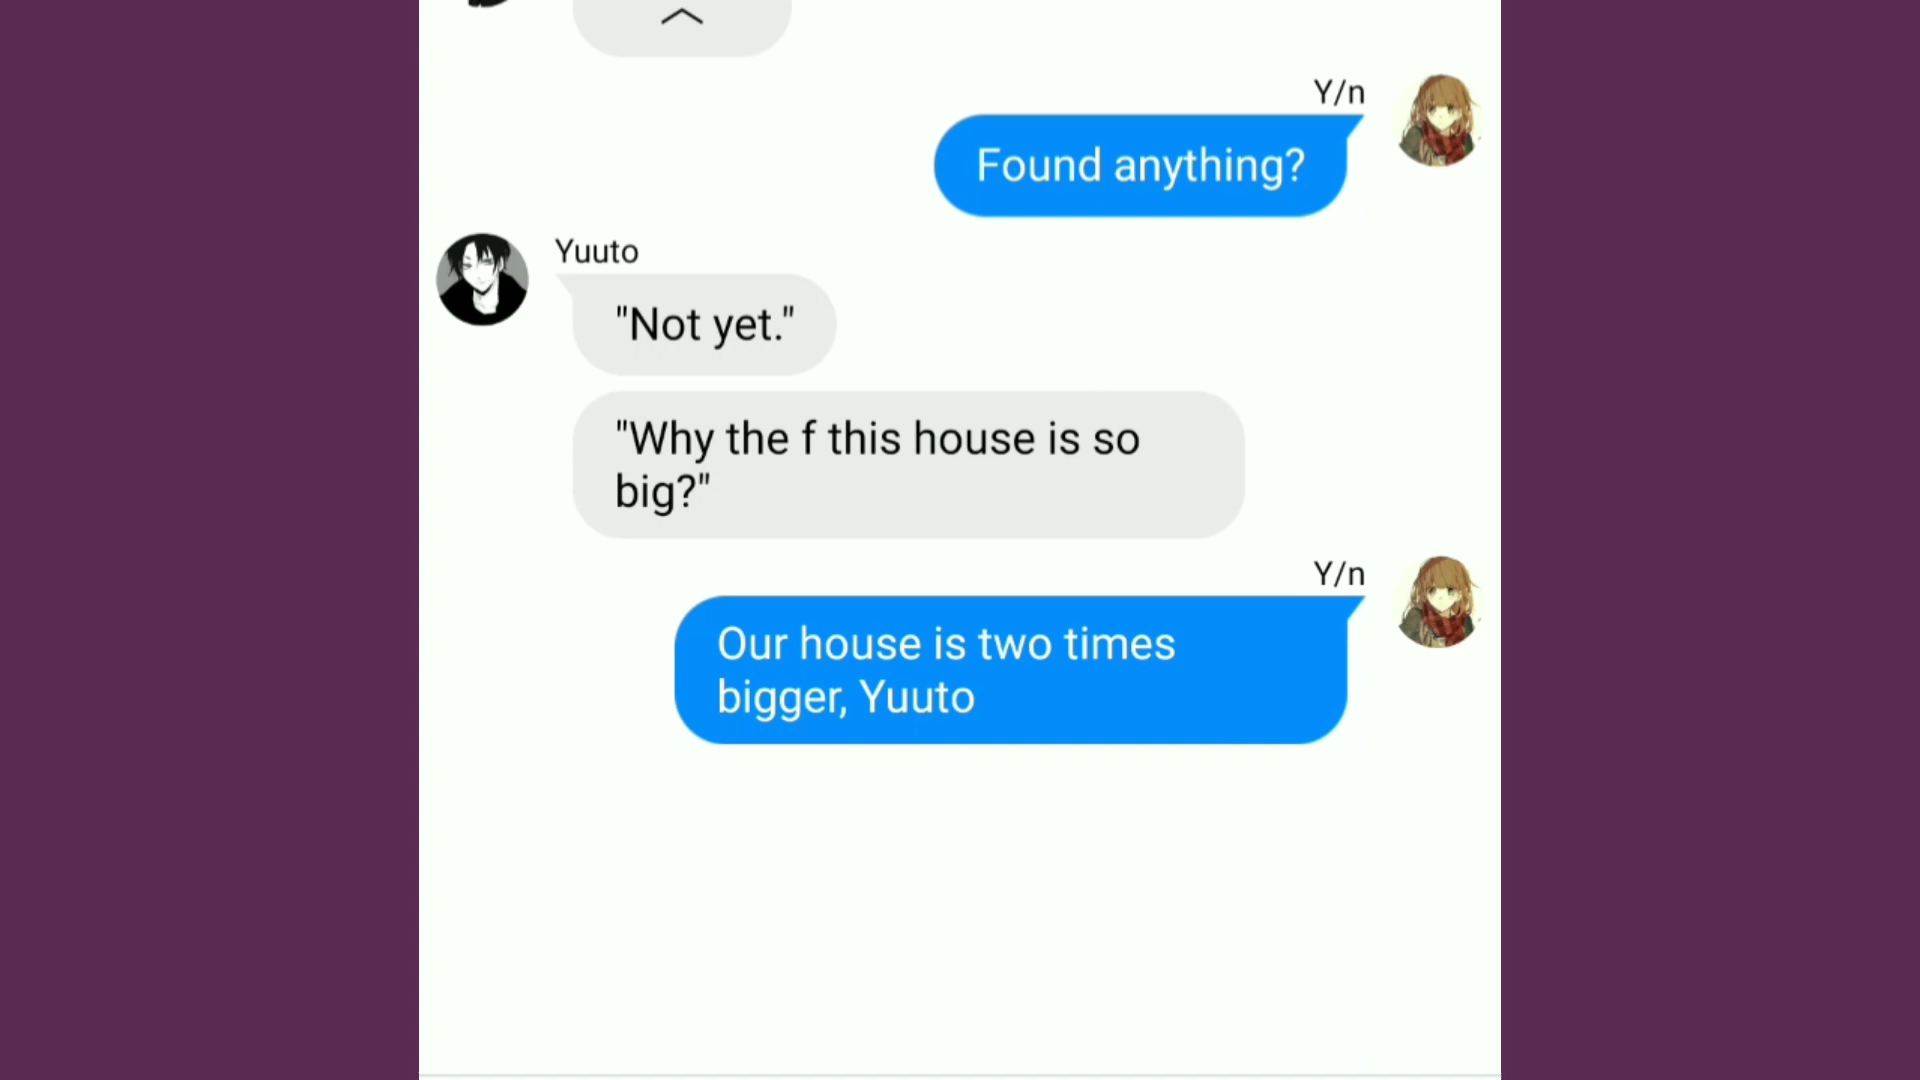 Y/n
Found anything?
Yuuto
"Not yet."
"Why the f this house is so
big?"
Y/n
Our house is two times
bigger, Yuuto